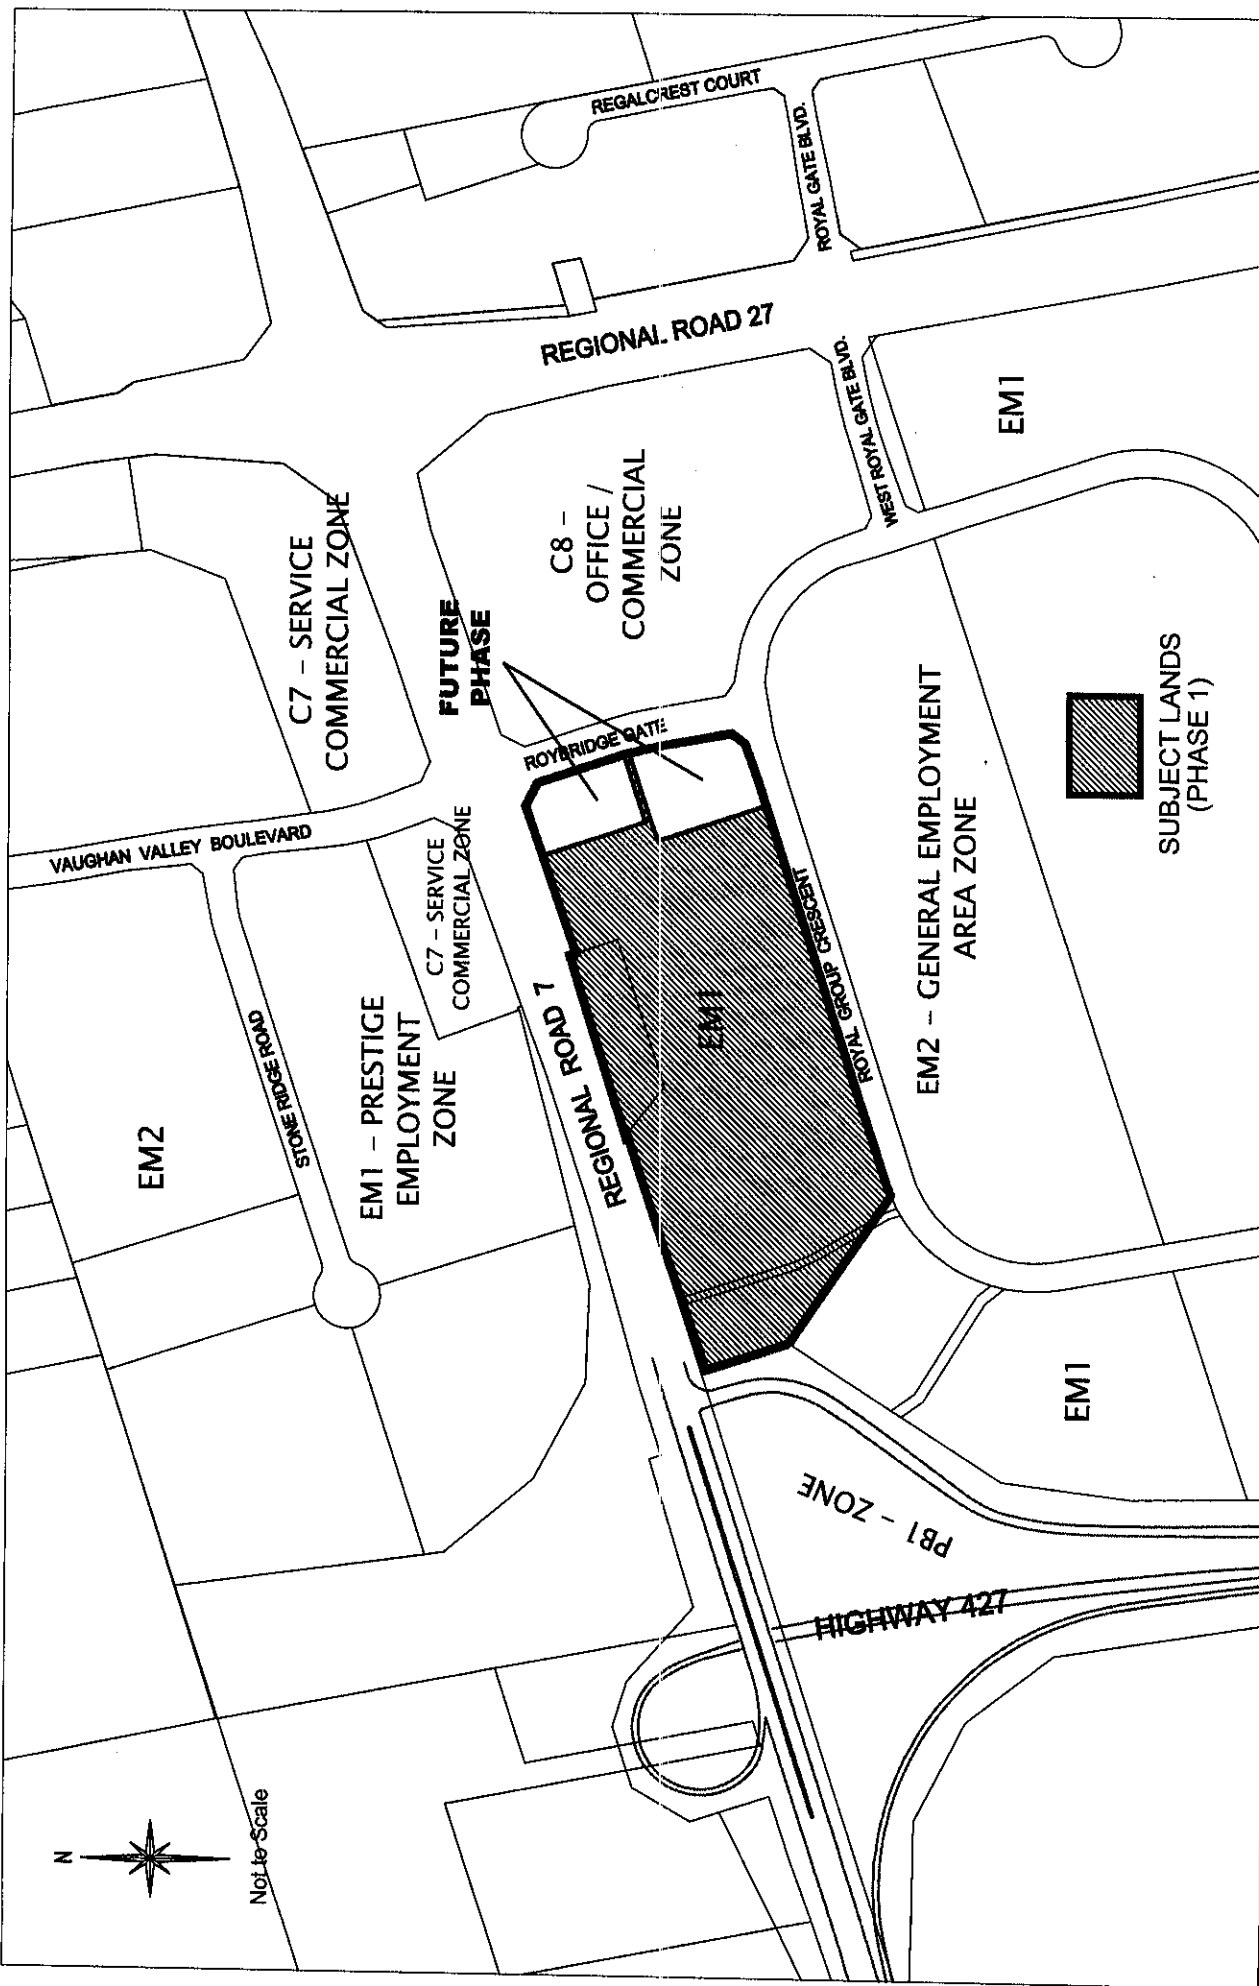 N
Not to Scale
EM2
STONE RIDGE ROAD
VAUGHAN VALLEY BOULEVARD
C7 – SERVICE
COMMERCIAL ZONE
EM1 – PRESTIGE
EMPLOYMENT
ZONE
C7 – SERVICE
COMMERCIAL ZONE
FUTURE
PHASE
REGIONAL ROAD 7
ROYBRIDGE GATE
C8 –
OFFICE /
COMMERCIAL
ZONE
REGIONAL ROAD 27
REGALCREST COURT
ROYAL GATE BLVD.
WEST ROYAL GATE BLVD.
EM1
EM1
ROYAL GROUP CRESCENT
HIGHWAY 427
PB1 – ZONE
EM1
EM2 – GENERAL EMPLOYMENT
AREA ZONE
SUBJECT LANDS
(PHASE 1)